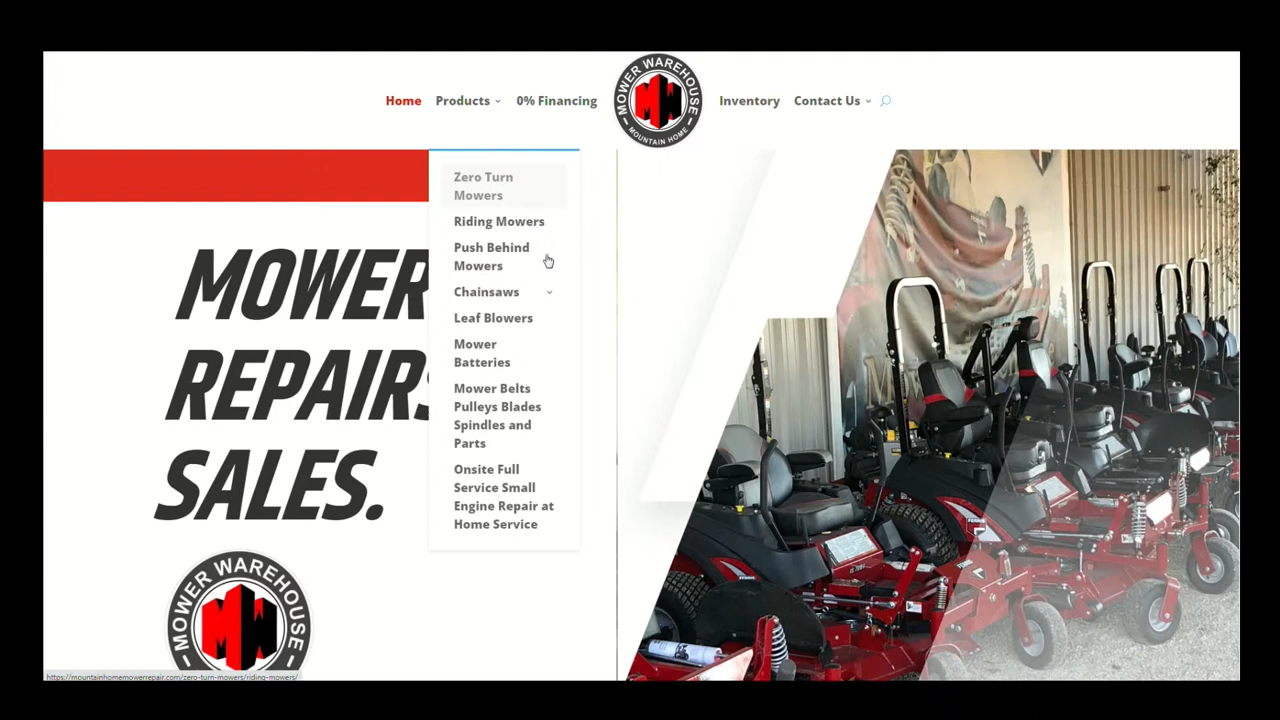 Home Products 0% Financing
MOWER WAREHOUSE
MOUNTAIN HOME
Inventory Contact Us
Zero Turn
Mowers
Riding Mowers
Push Behind
Mowers
Chainsaws
Leaf Blowers
Mower
Batteries
Mower Belts
Pulleys Blades
Spindles and
Parts
Onsite Full
Service Small
Engine Repair at
Home Service
MOWER
REPAIRS
SALES.
MOWER WAREHOUSE
FERRIS
https://mountainhomemowerrepair.com/zero-turn-mowers/riding-mowers/